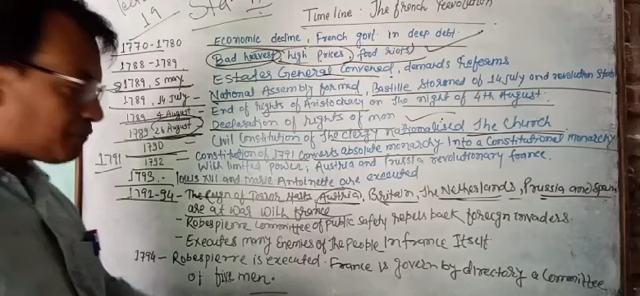 19
Timeline: The french Revolution
1770-1780 Economic decline, French govt. in deep debt.
1788-1789 Bad harvest, high prices, food riots
1789, 5 may Estates General Convened, demands reforms
1789, 14 July National Assembly formed, Bastille stormed of 14 July and revolution
1789 4 August End of rights of Aristocracy on The night of 4th August.
1789 26 August Declaration of rights of man
1790 Civil Constitution of The Clergy nationalised The Church
1791 Constitution of 1791 Converts absolute monarchy Into a Constitutional monarchy
1792 with limited power, Austria and Prussia revolutionary france.
1793.- Louis XVI and marie Antoinette are executed
1792-94 - The Reign of Terror starts, Austria, Britain, The Netherlands, Prussia and Spain
are at war with france
- Robespierre Committee of Public Safety repels back foreign invaders.
- Executes many Enemies of The People In france Itself
1794 - Robespierre is executed. France is govern by directory a Committee
of five men.